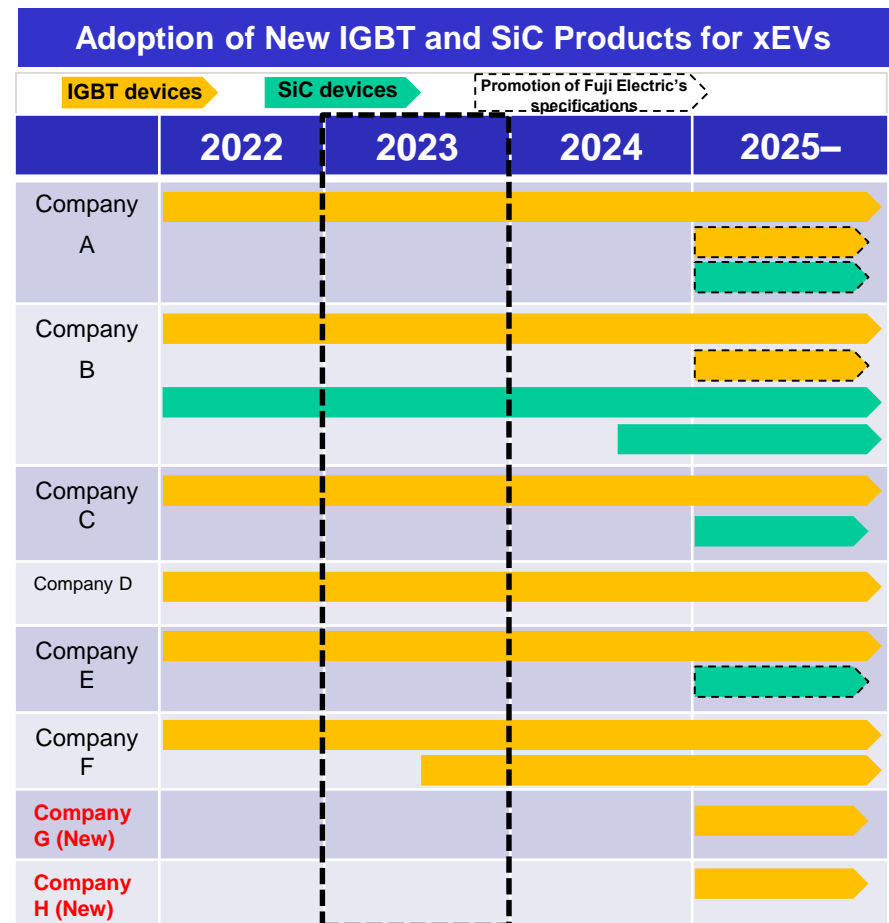 Adoption of New IGBT and SiC Products for xEVs
IGBT devices
SiC devices
Promotion of Fuji Electric's
specifications
2022
2023
2024
2025–
Company
A
Company
B
Company
C
Company D
Company
E
Company
F
Company
G (New)
Company
H (New)